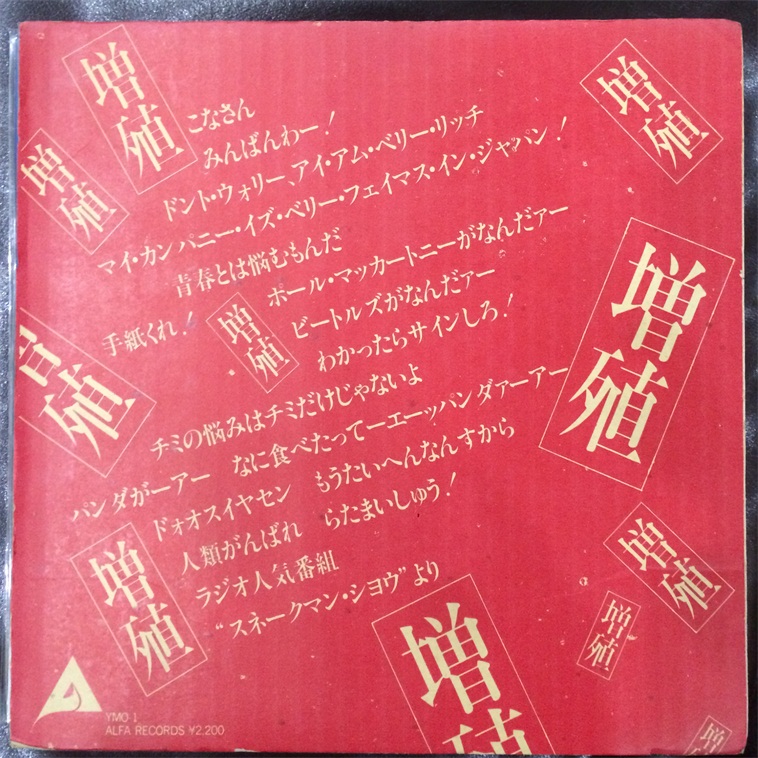 増殖
増殖
増殖
こなさん
みんばんわー!
ドント・ウォリー、アイ・アム・ベリー・リッチ
マイ・カンパニー・イズ・ベリー・フェイマス・イン・ジャパン!
青春とは悩むもんだ
手紙くれ!
増殖
ポール・マッカートニーがなんだァー
ビートルズがなんだァー
わかったらサインしろ!
増殖
増殖
チミの悩みはチミだけじゃないよ
パンダがーアー なに食べたってーエーッパンダァーアー
ドォオスイヤセン もうたいへんなんすから
人類がんばれ らたまいしゅう!
ラジオ人気番組
“スネークマン・ショウ”より
増殖
増殖
増殖
増殖
増殖
YMO-1
ALFA RECORDS ¥2,200